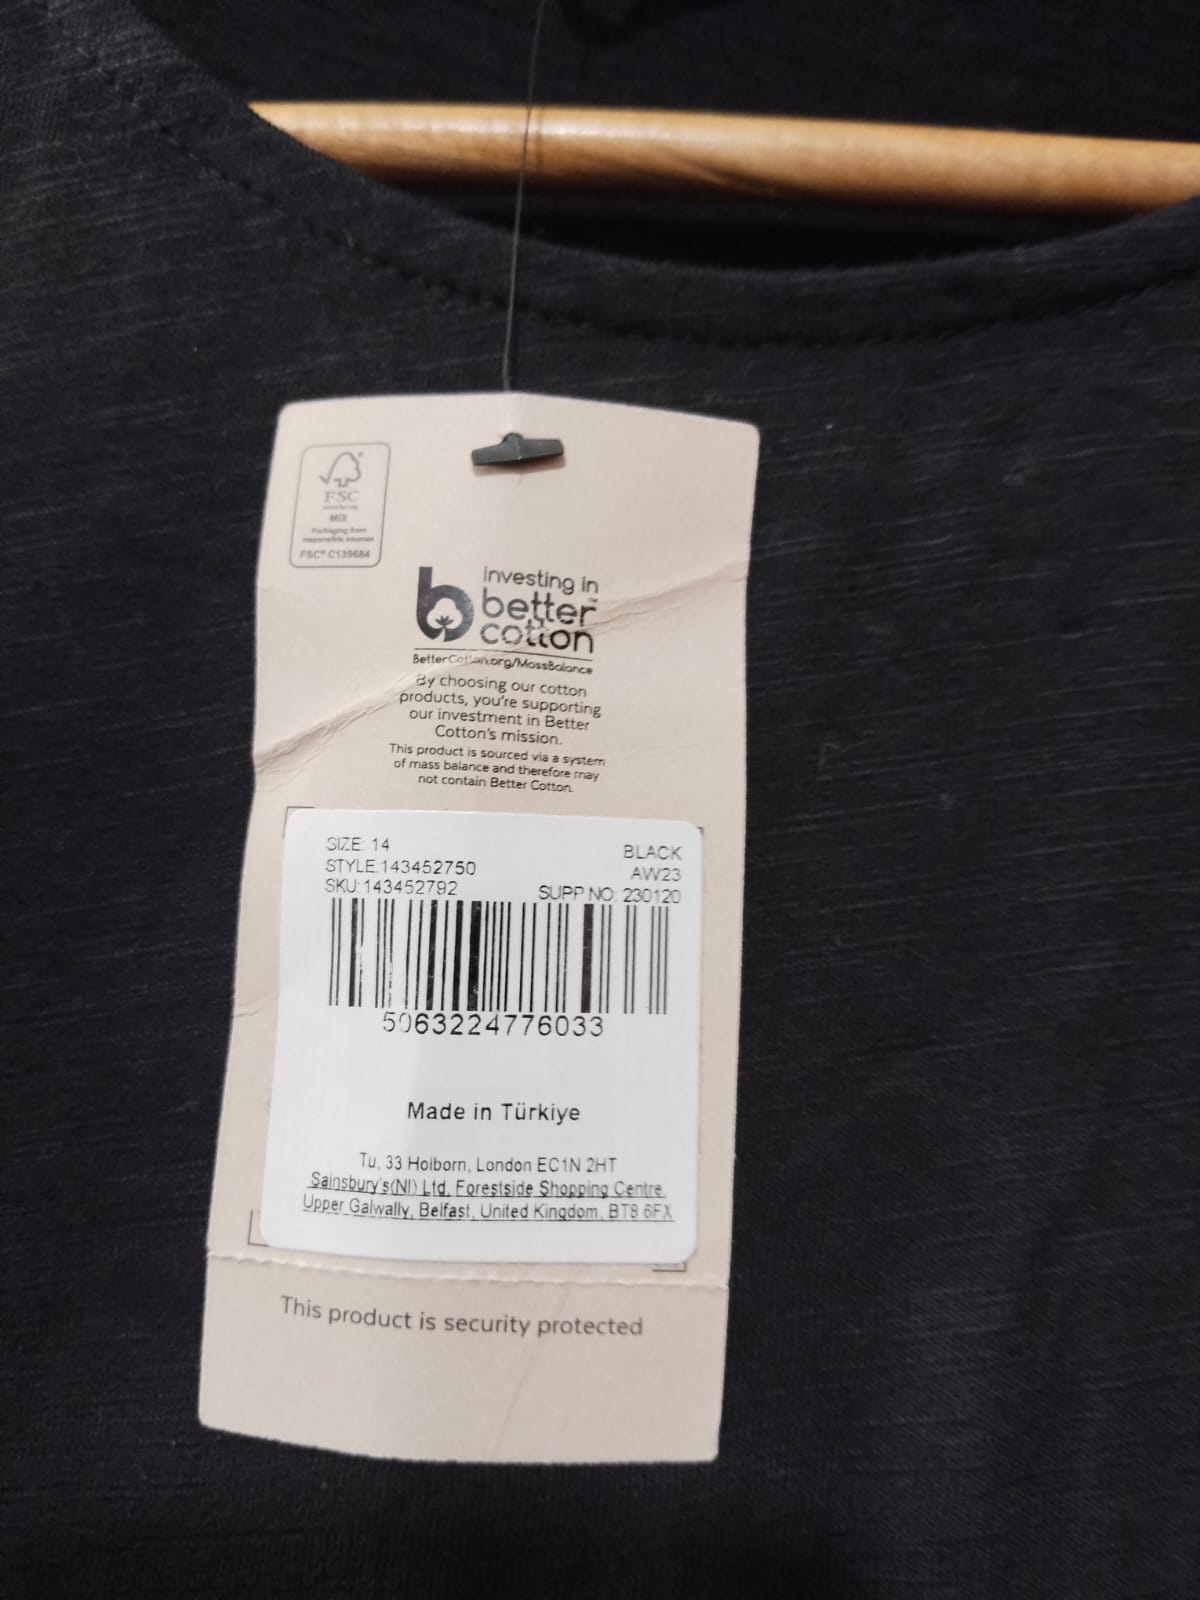 FSC
www.fsc.org
MIX
Packaging from
responsible sources
FSC® C139684
investing in
better™
cotton
BetterCotton.org/MassBalance
By choosing our cotton
products, you're supporting
our investment in Better
Cotton's mission.
This product is sourced via a system
of mass balance and therefore may
not contain Better Cotton.
SIZE: 14
BLACK
STYLE:143452750
AW23
SKU:143452792
SUPP NO: 230120
5063224776033
Made in Türkiye
Tu, 33 Holborn, London EC1N 2HT
Sainsbury's(NI) Ltd, Forestside Shopping Centre,
Upper Galwally, Belfast, United Kingdom, BT8 6FX
This product is security protected